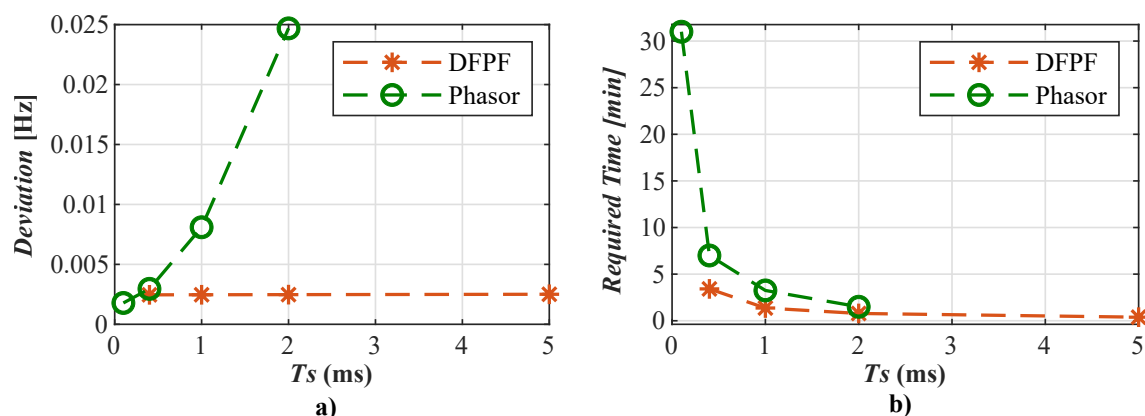 0.025
0.02
0.015
0.01
0.005
0
Deviation [Hz]
DFPF
Phasor
0 1 2 3 4 5
Ts (ms)
a)
30
25
20
15
10
5
0
Required Time [min]
DFPF
Phasor
0 1 2 3 4 5
Ts (ms)
b)